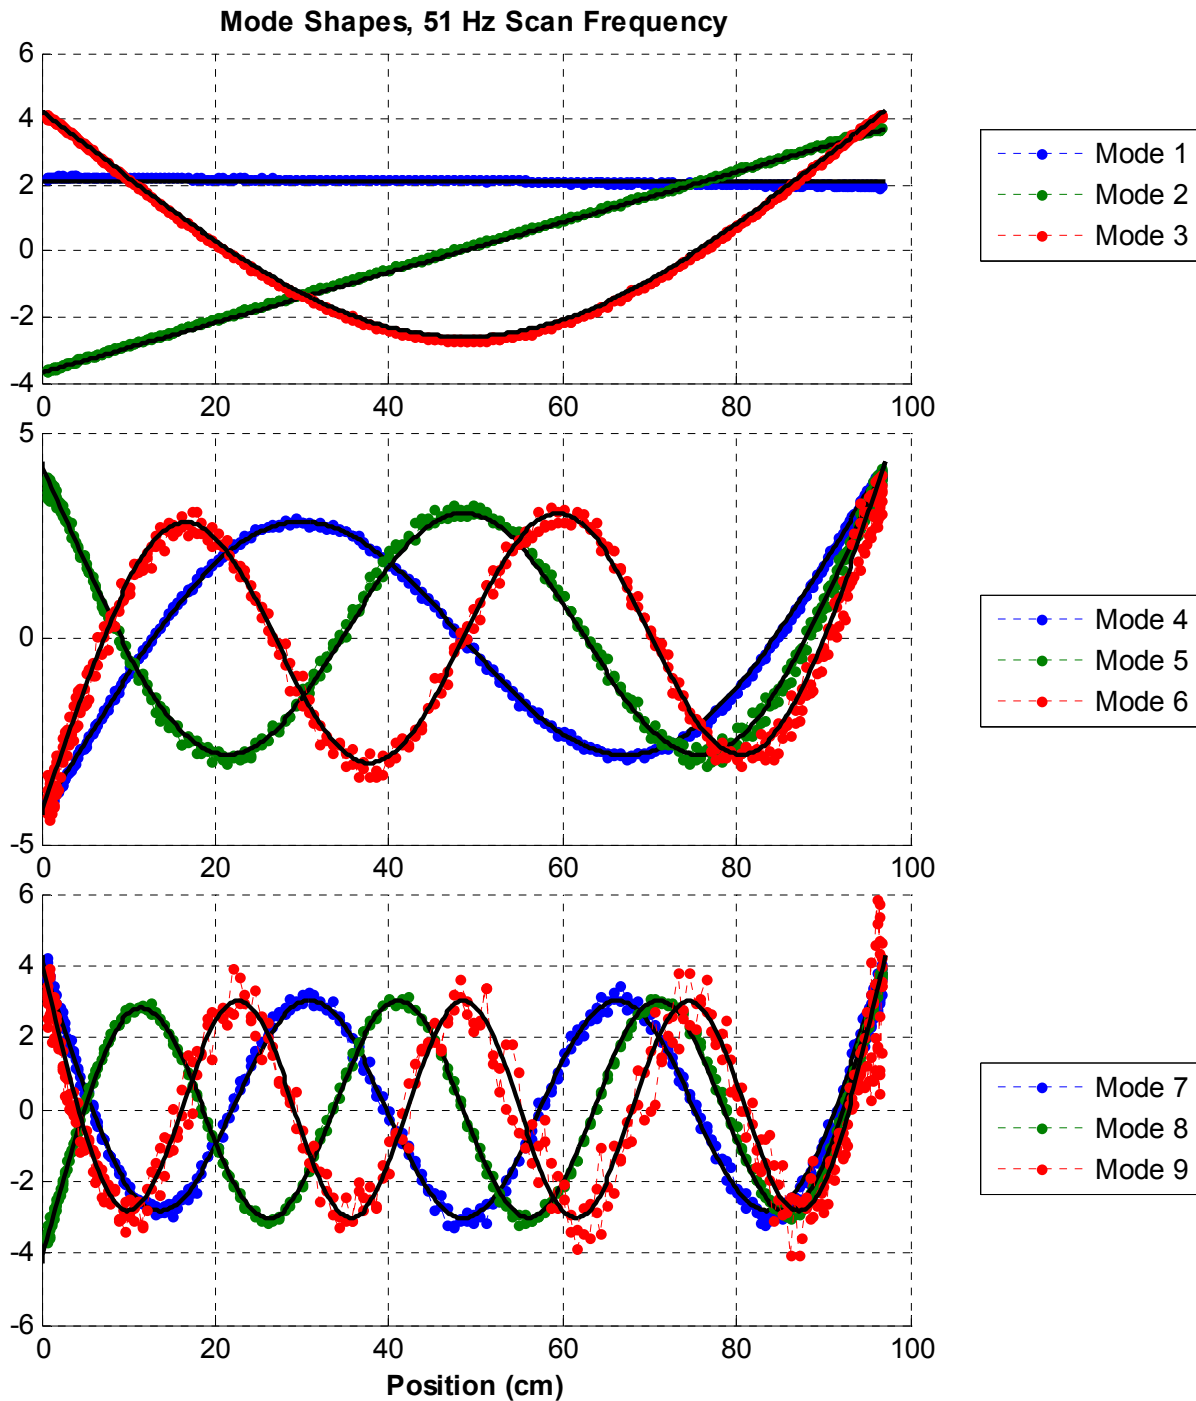 Mode Shapes, 51 Hz Scan Frequency
6
4
2
0
-2
-4
0 20 40 60 80 100
Mode 1
Mode 2
Mode 3
5
0
-5
0 20 40 60 80 100
Mode 4
Mode 5
Mode 6
6
4
2
0
-2
-4
-6
0 20 40 60 80 100
Position (cm)
Mode 7
Mode 8
Mode 9